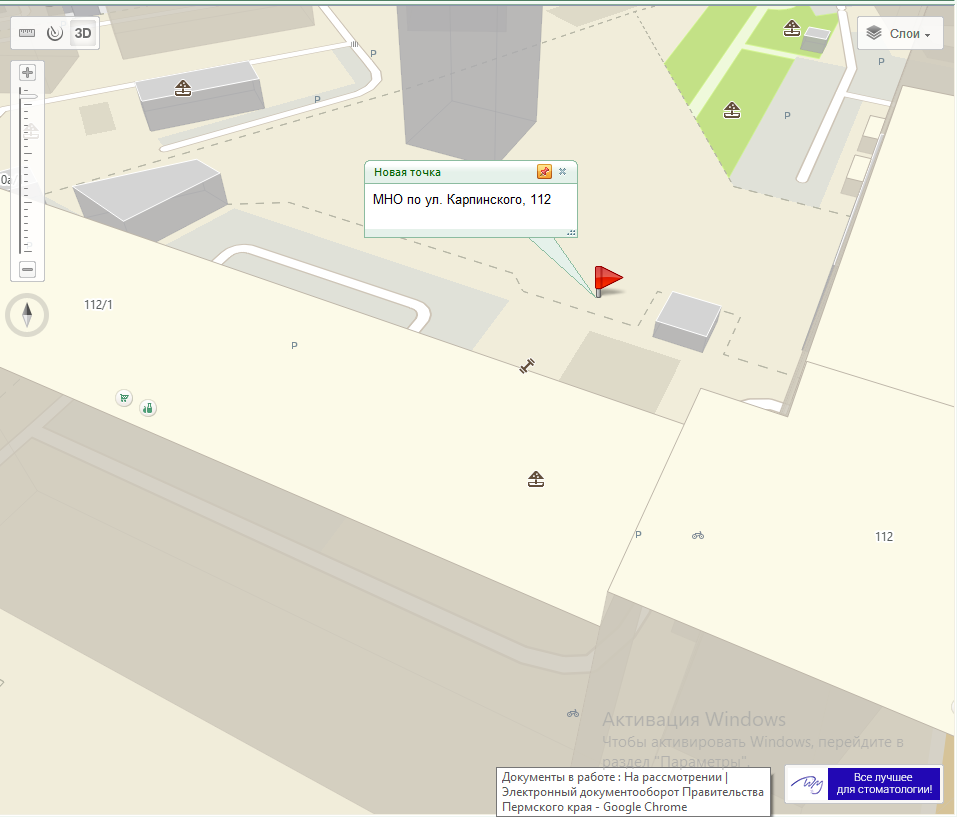 3D
Слои
P
P
P
P
0а
Новая точка
МНО по ул. Карпинского, 112
112/1
P
P
112
Активация Windows
Чтобы активировать Windows, перейдите в
раздел "Параметры".
Документы в работе : На рассмотрении |
Электронный документооборот Правительства
Пермского края - Google Chrome
Все лучшее
для стоматологии!